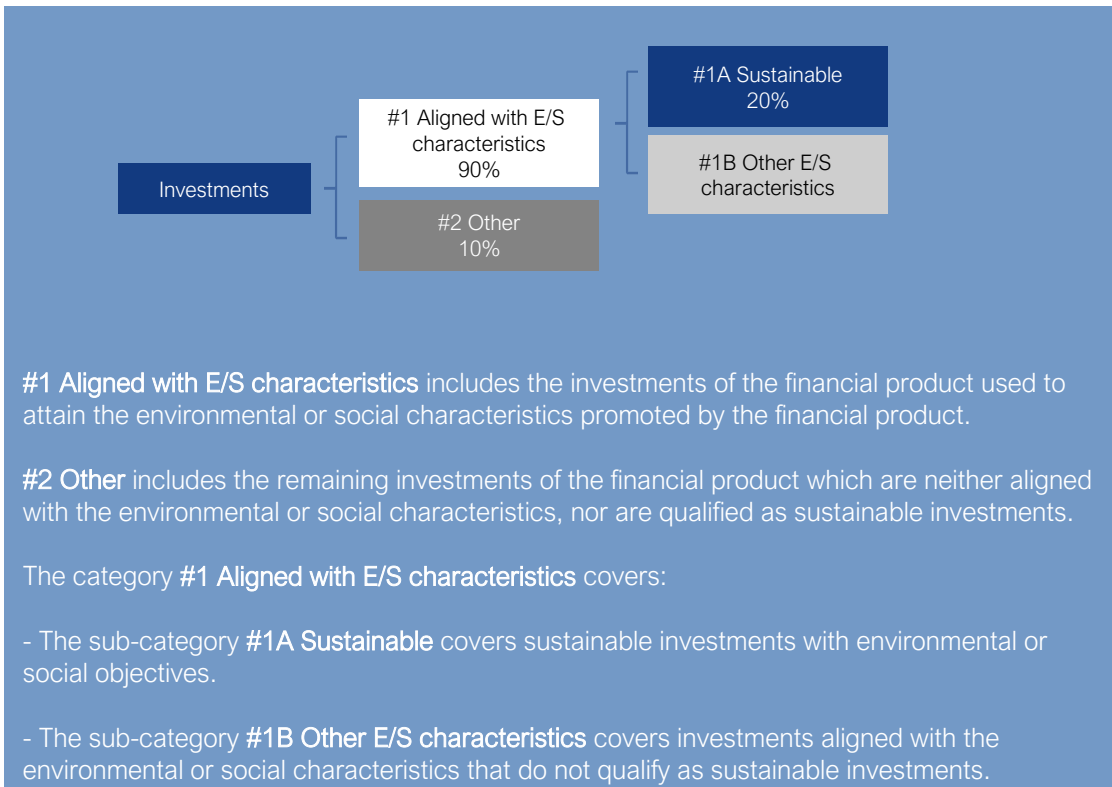 #1A Sustainable
20%
#1 Aligned with E/S
characteristics
90%
#1B Other E/S
characteristics
Investments
#2 Other
10%
#1 Aligned with E/S characteristics includes the investments of the financial product used to
attain the environmental or social characteristics promoted by the financial product.
#2 Other includes the remaining investments of the financial product which are neither aligned
with the environmental or social characteristics, nor are qualified as sustainable investments.
The category #1 Aligned with E/S characteristics covers:
- The sub-category #1A Sustainable covers sustainable investments with environmental or
social objectives.
- The sub-category #1B Other E/S characteristics covers investments aligned with the
environmental or social characteristics that do not qualify as sustainable investments.